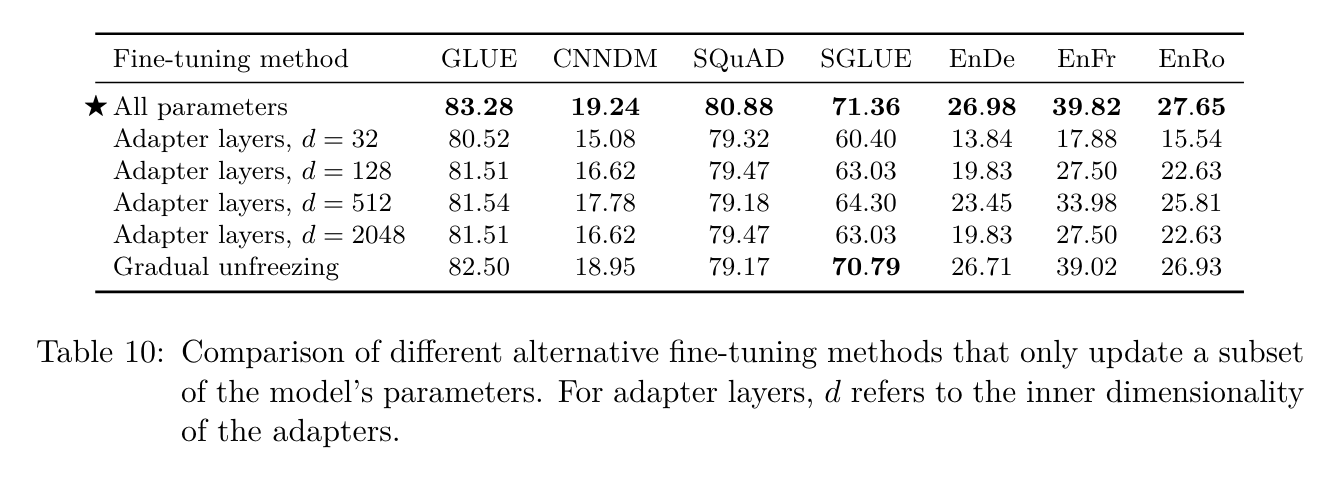 Fine-tuning method GLUE CNNDM SQuAD SGLUE EnDe EnFr EnRo
★ All parameters 83.28 19.24 80.88 71.36 26.98 39.82 27.65
Adapter layers, d = 32 80.52 15.08 79.32 60.40 13.84 17.88 15.54
Adapter layers, d = 128 81.51 16.62 79.47 63.03 19.83 27.50 22.63
Adapter layers, d = 512 81.54 17.78 79.18 64.30 23.45 33.98 25.81
Adapter layers, d = 2048 81.51 16.62 79.47 63.03 19.83 27.50 22.63
Gradual unfreezing 82.50 18.95 79.17 70.79 26.71 39.02 26.93
Table 10: Comparison of different alternative fine-tuning methods that only update a subset
of the model's parameters. For adapter layers, d refers to the inner dimensionality
of the adapters.